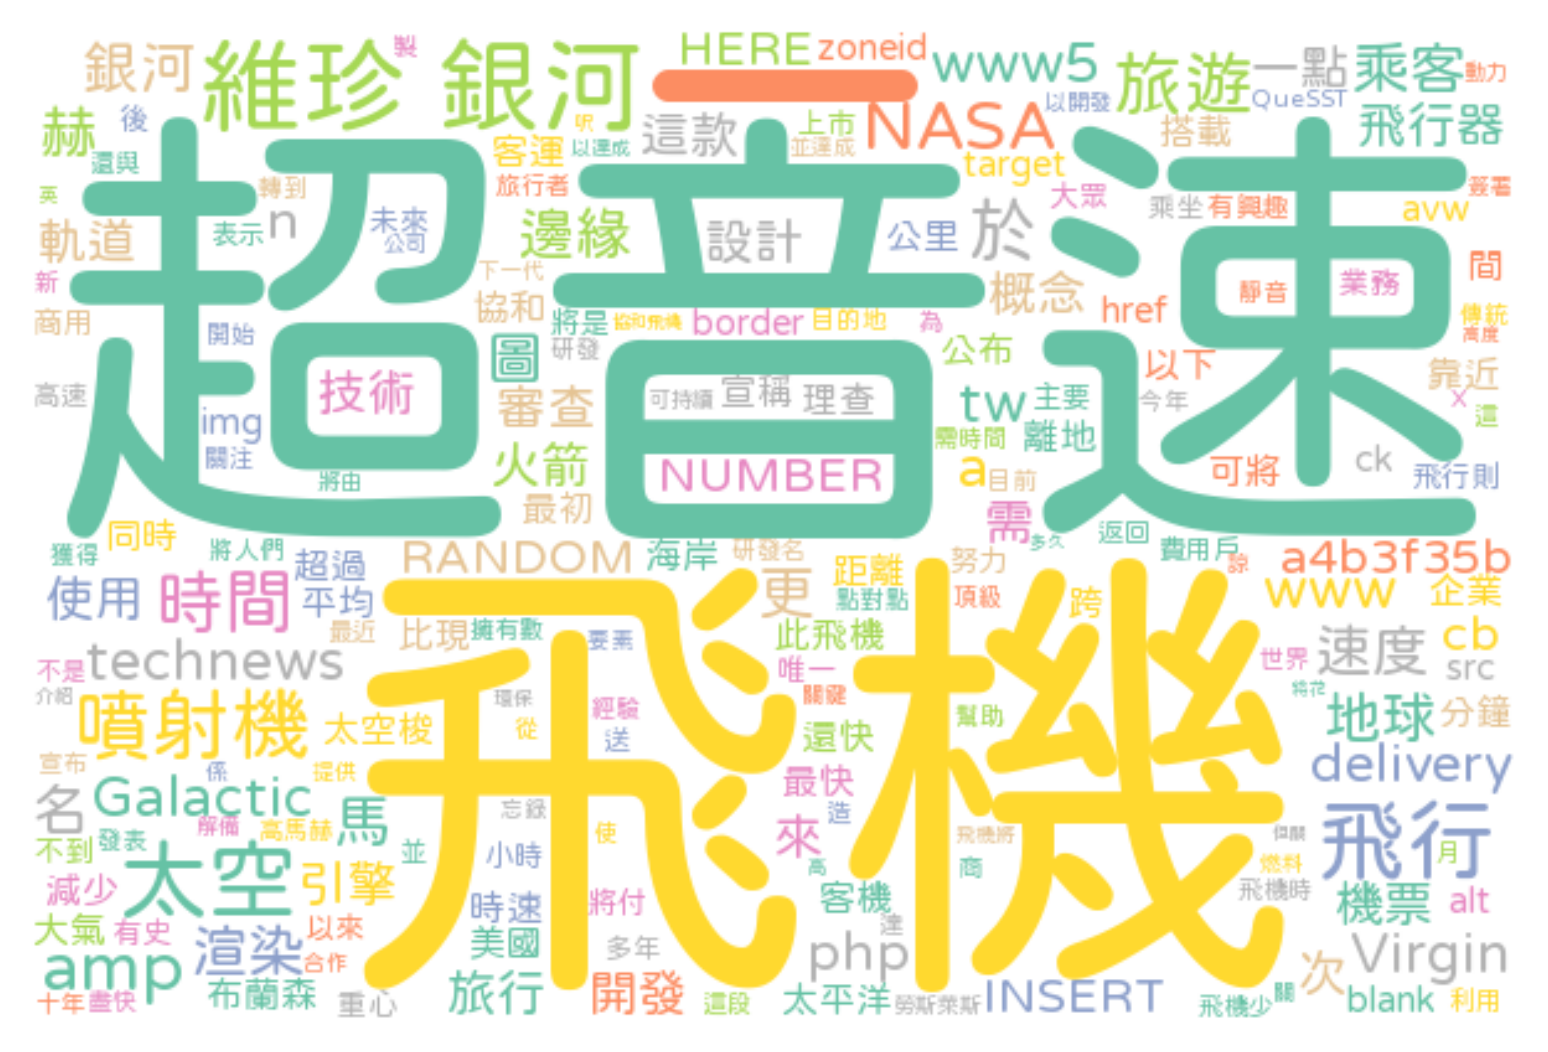 銀河 維珍 製 銀河 HERE zoneid www5 旅遊 一點 乘客 動力
赫 後 呢 一 NASA 以開發 QueSST 飛行器
還與 客運 以達成 這款 上市 並達成 target 搭載
英 轉到 旅行者 大眾 乘坐 有興趣 簽署 avw
超音速
軌道 表示 n 未來 公司 邊緣 設計 公里 於 間
新 下一代 協和 概念 靜音 業務
商用 開始 將是 協和飛機 border 目的地 為 href 傳統 高度
圖 研發 公布 以下 靠近
高速 img 技術 審查 可持續 宣稱 理查 tw 主要 今年 x 這
關注 將由 火箭 NUMBER 需時間 離地 a 目前 可將 ck 飛行則
最初 需 多久 返回
獲得 同時 將人們 超過 RANDOM 海岸 研發名 努力 費用戶 諒 a4b3f35b
使用 時間 平均 更 距離 點對點 頂級 跨 www 企業
飛機
最近 比現 擁有數 要素 此飛機 cb
不是 technews 唯一 世界 速度 src
介紹 環保 經驗 關鍵 特花
噴射機 太空梭 從 送 還快 幫助 地球 分鐘
宣布 係 提供 最快 delivery
名 Galactic 馬 忘錄 造
解備 高馬赫 使 來 飛機將 但關 飛行
不到 發表 並 小時 高 商 燃料 月
減少 太空 引擎 時速 將付 客機 飛機時 機票 alt
大氣 有史 渲染 以來 美國 多年 達
amp 合作 php 次 Virgin
十年 盡快 布蘭森 重心 旅行 開發 這段 太平洋 勞斯萊斯 INSERT 飛機少 關 blank 利用